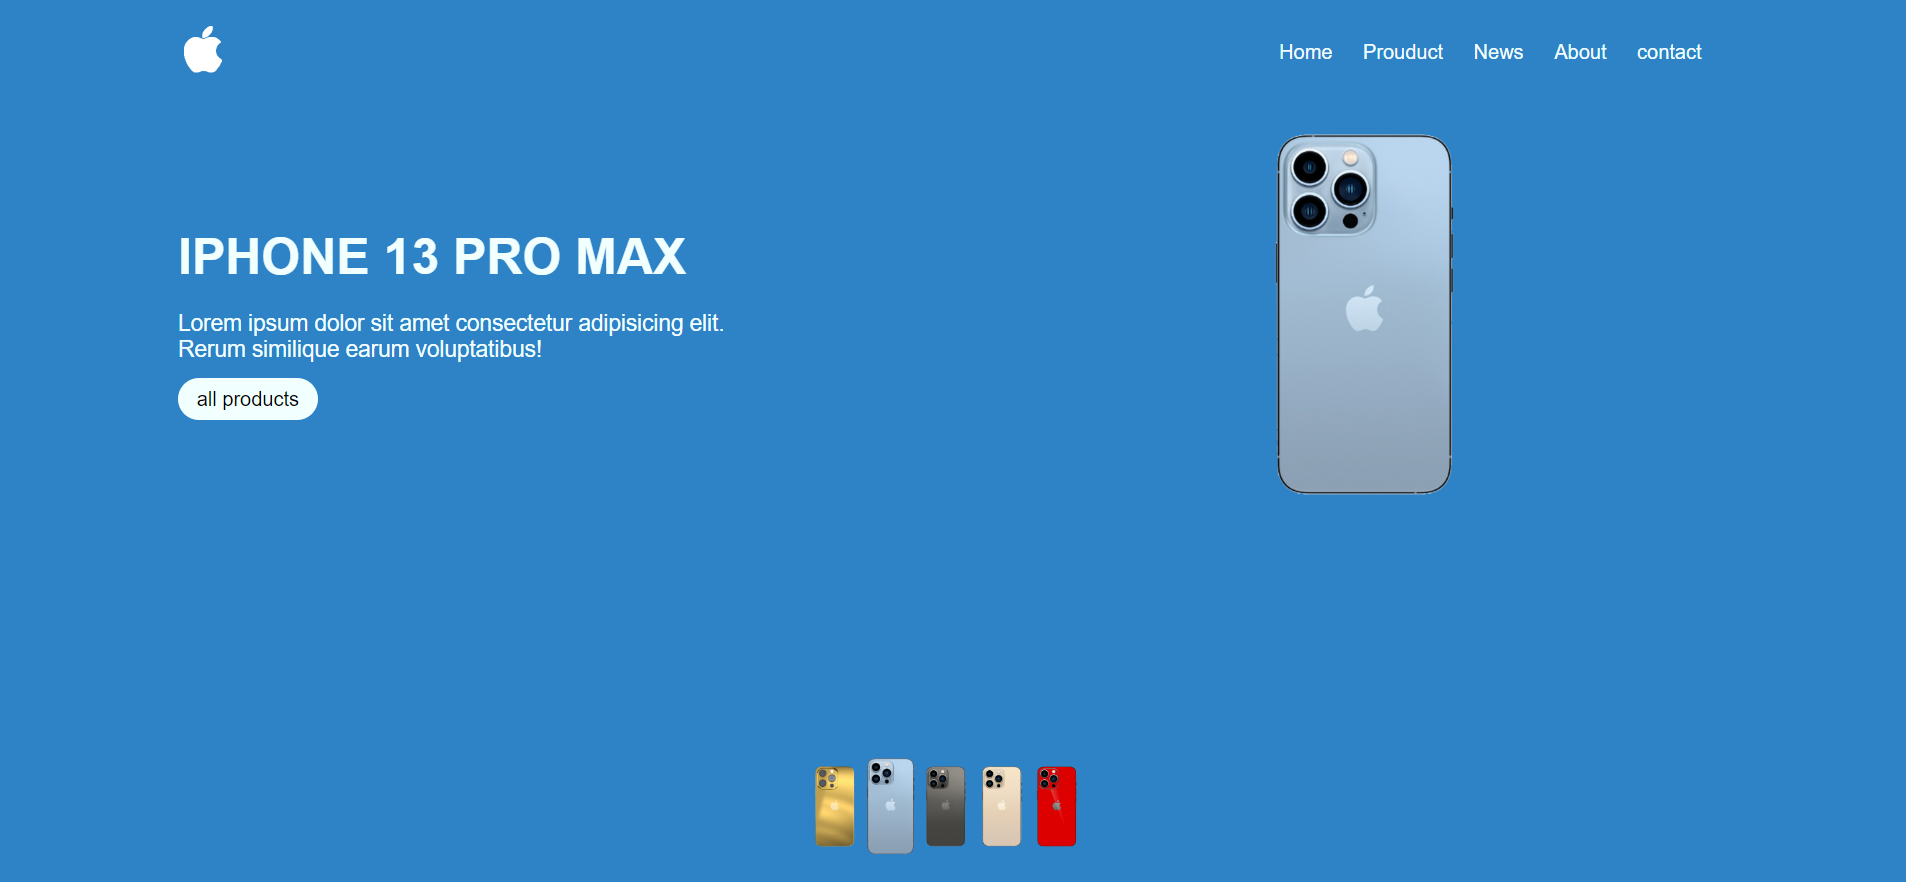 Home Prouduct News About contact
IPHONE 13 PRO MAX
Lorem ipsum dolor sit amet consectetur adipisicing elit.
Rerum similique earum voluptatibus!
all products